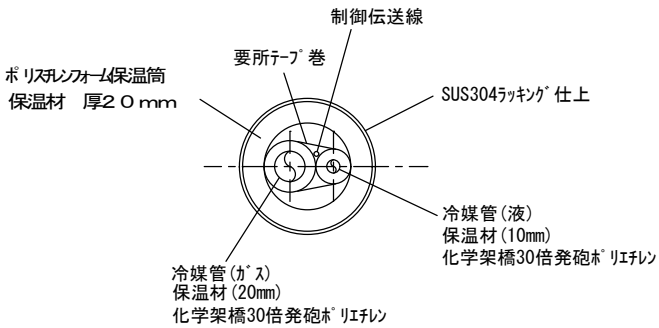 制御伝送線
要所ﾃｰﾌﾟ巻
ﾎﾟﾘｽﾁﾚﾝﾌｫｰﾑ保温筒
保温材　厚２０ｍｍ
SUS304ﾗｯｷﾝｸﾞ仕上
冷媒管(液)
保温材(10mm)
化学架橋30倍発砲ﾎﾟﾘｴﾁﾚﾝ
冷媒管(ｶﾞｽ)
保温材(20mm)
化学架橋30倍発砲ﾎﾟﾘｴﾁﾚﾝ